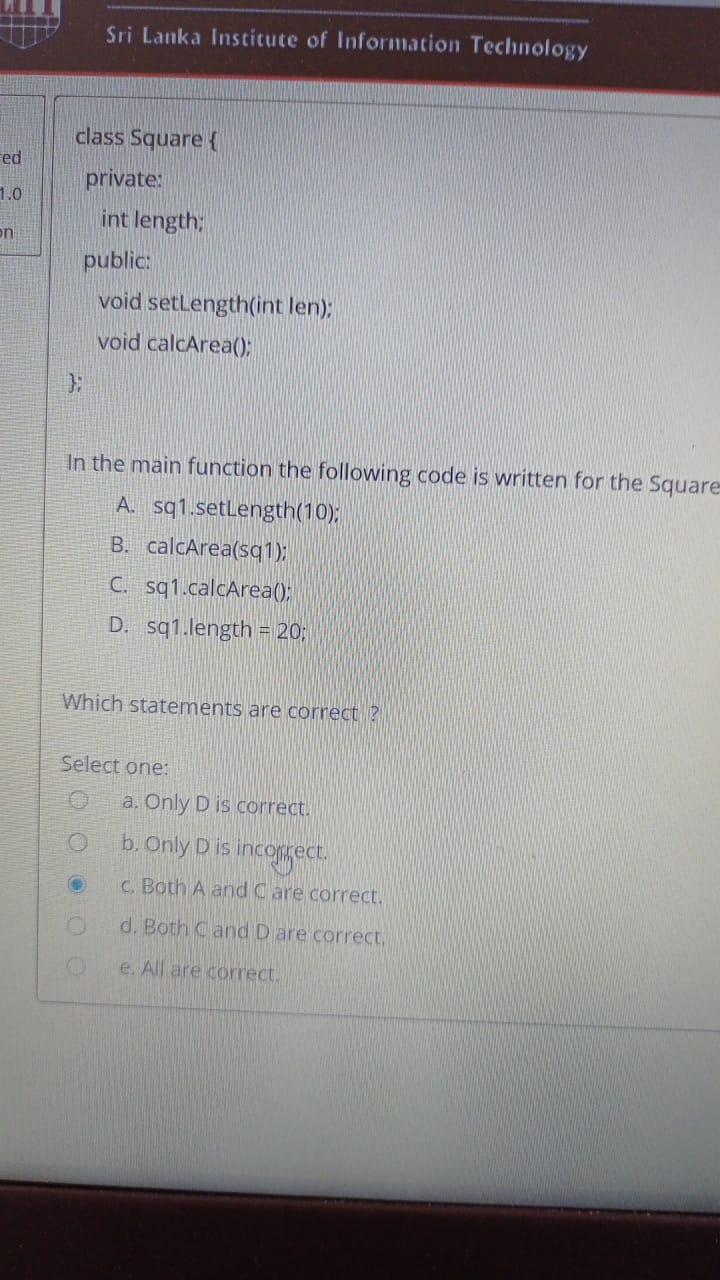 Sri Lanka Institute of Information Technology
ed
1.0
on
class Square {
private:
int length;
public:
void setLength(int len);
void calcArea();
};
In the main function the following code is written for the Square
A. sq1.setLength(10);
B. calcArea(sq1);
C. sq1.calcArea();
D. sq1.length = 20;
Which statements are correct ?
Select one:
a. Only D is correct.
b. Only D is incorrect.
c. Both A and C are correct.
d. Both C and D are correct.
e. All are correct.